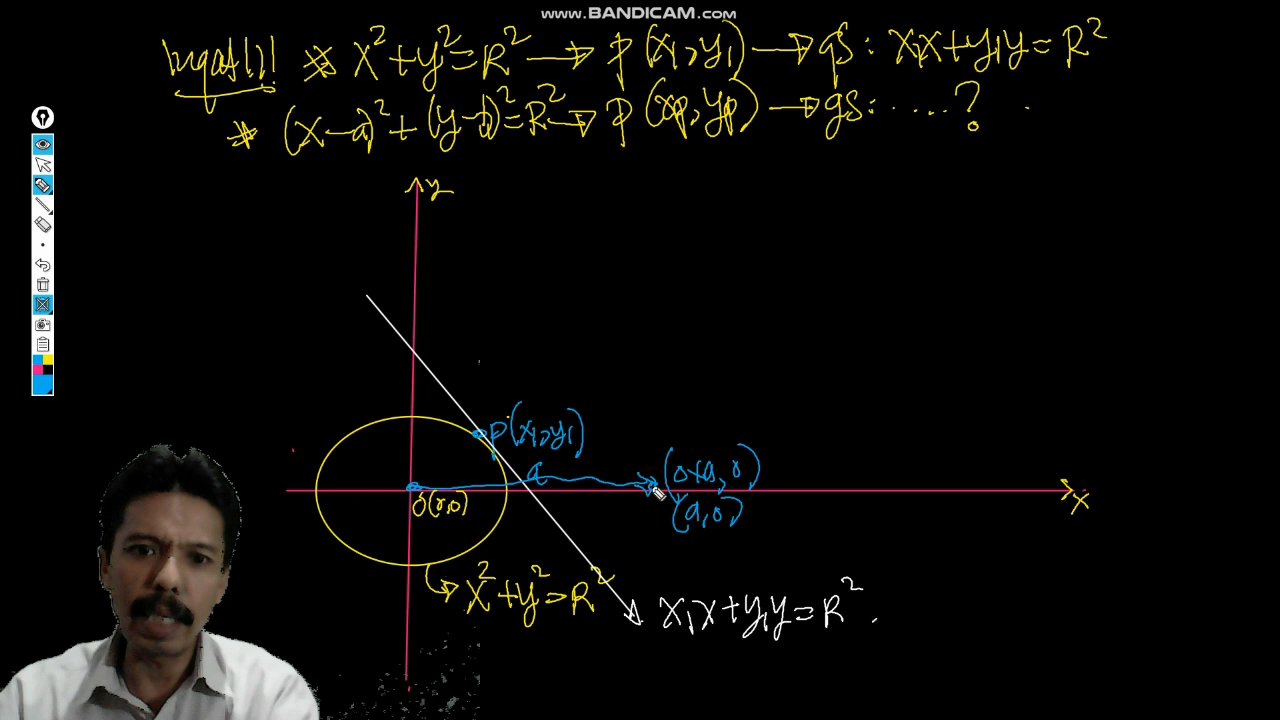 WWW.BANDICAM.COM
Ingat!!! * x² + y² = R² → P(x₁, y₁) → gs : x₁x + y₁y = R²
* (x - a)² + (y - b)² = R² → P(xp, yp) → gs : .....?
y
P(x₁, y₁)
a
(0+a, 0)
O(0,0)
(a, 0)
x
x² + y² = R²
x₁x + y₁y = R².